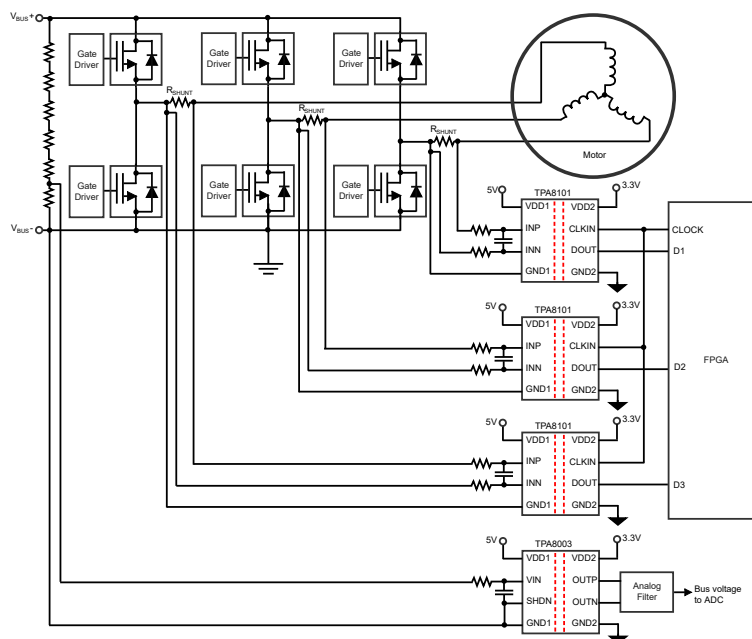 VBUS+
Gate Driver
Gate Driver
Gate Driver
RSHUNT
RSHUNT
RSHUNT
Motor
Gate Driver
Gate Driver
Gate Driver
VBUS-
TPA8101
5V
3.3V
VDD1
VDD2
INP
CLKIN
INN
DOUT
GND1
GND2
CLOCK
D1
TPA8101
5V
3.3V
VDD1
VDD2
INP
CLKIN
INN
DOUT
GND1
GND2
FPGA
D2
TPA8101
5V
3.3V
VDD1
VDD2
INP
CLKIN
INN
DOUT
GND1
GND2
D3
TPA8003
5V
3.3V
VDD1
VDD2
VIN
OUTP
SHDN
OUTN
GND1
GND2
Analog
Filter
Bus voltage
to ADC